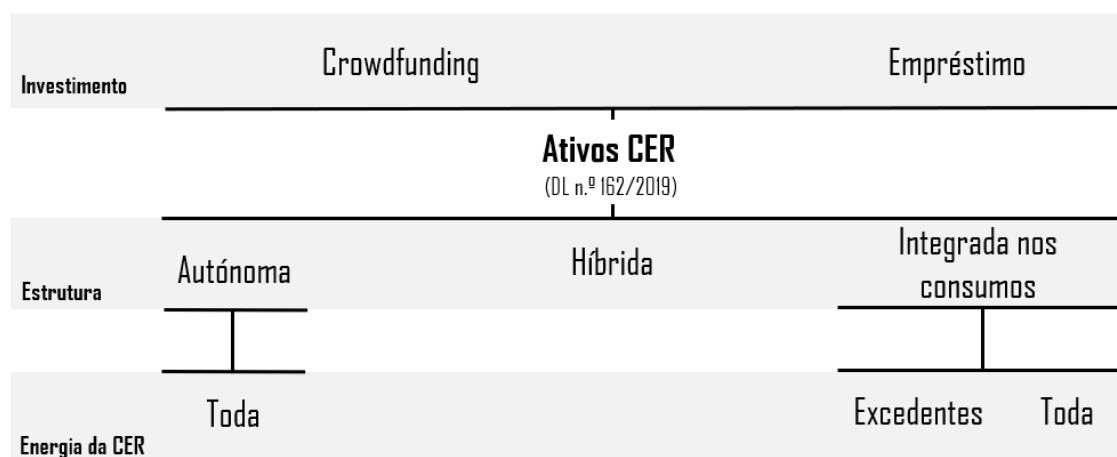 Crowdfunding Empréstimo
Investimento
Ativos CER
(DL n.º 162/2019)
Autónoma Híbrida Integrada nos
consumos
Estrutura
Toda Excedentes Toda
Energia da CER